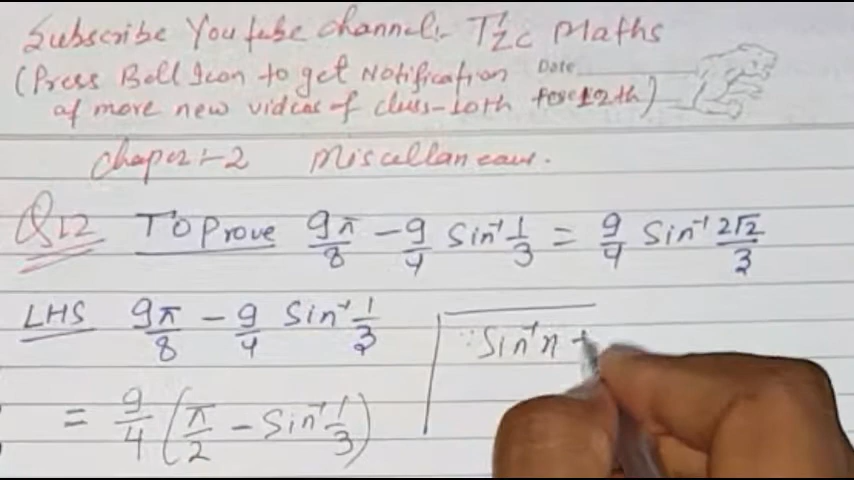 Subscribe YouTube channel:- TZC Maths
(Press Bell Icon to get Notification Date
of more new videos of class-10th to 12th)
Chaper:-2 Miscellaneous.
Q12 To Prove 9π/8 - 9/4 Sin⁻¹ 1/3 = 9/4 Sin⁻¹ 2√2/3
LHS 9π/8 - 9/4 Sin⁻¹ 1/3
∵ Sin⁻¹x +
= 9/4 (π/2 - Sin⁻¹ 1/3)